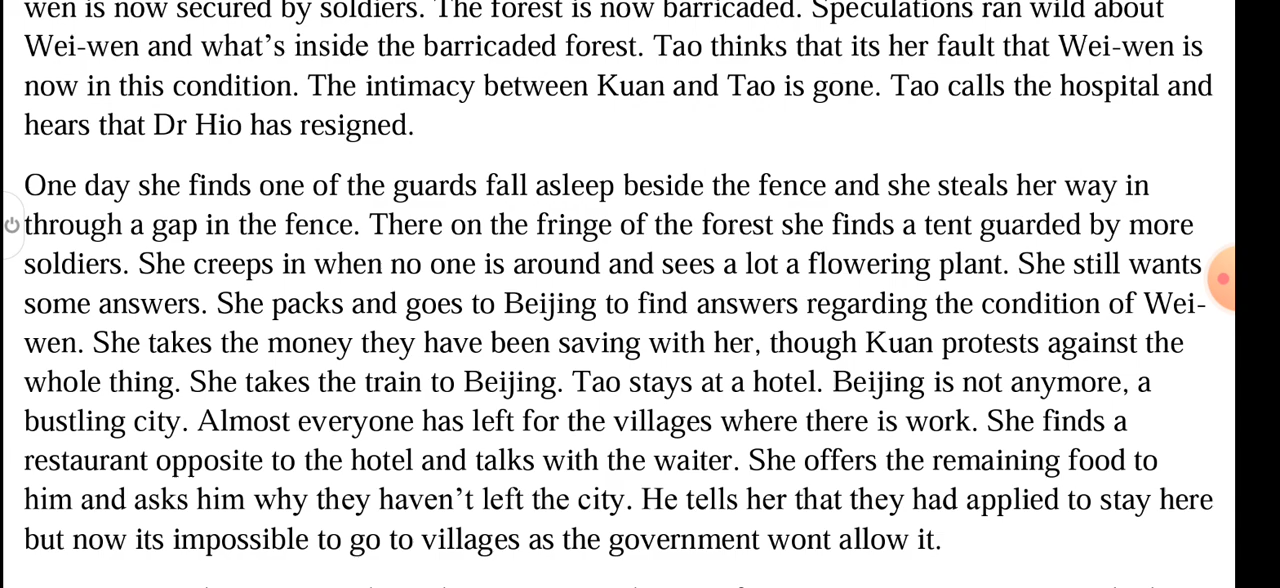 wen is now secured by soldiers. The forest is now barricaded. Speculations ran wild about
Wei-wen and what’s inside the barricaded forest. Tao thinks that its her fault that Wei-wen is
now in this condition. The intimacy between Kuan and Tao is gone. Tao calls the hospital and
hears that Dr Hio has resigned.
One day she finds one of the guards fall asleep beside the fence and she steals her way in
through a gap in the fence. There on the fringe of the forest she finds a tent guarded by more
soldiers. She creeps in when no one is around and sees a lot a flowering plant. She still wants
some answers. She packs and goes to Beijing to find answers regarding the condition of Wei-
wen. She takes the money they have been saving with her, though Kuan protests against the
whole thing. She takes the train to Beijing. Tao stays at a hotel. Beijing is not anymore, a
bustling city. Almost everyone has left for the villages where there is work. She finds a
restaurant opposite to the hotel and talks with the waiter. She offers the remaining food to
him and asks him why they haven’t left the city. He tells her that they had applied to stay here
but now its impossible to go to villages as the government wont allow it.